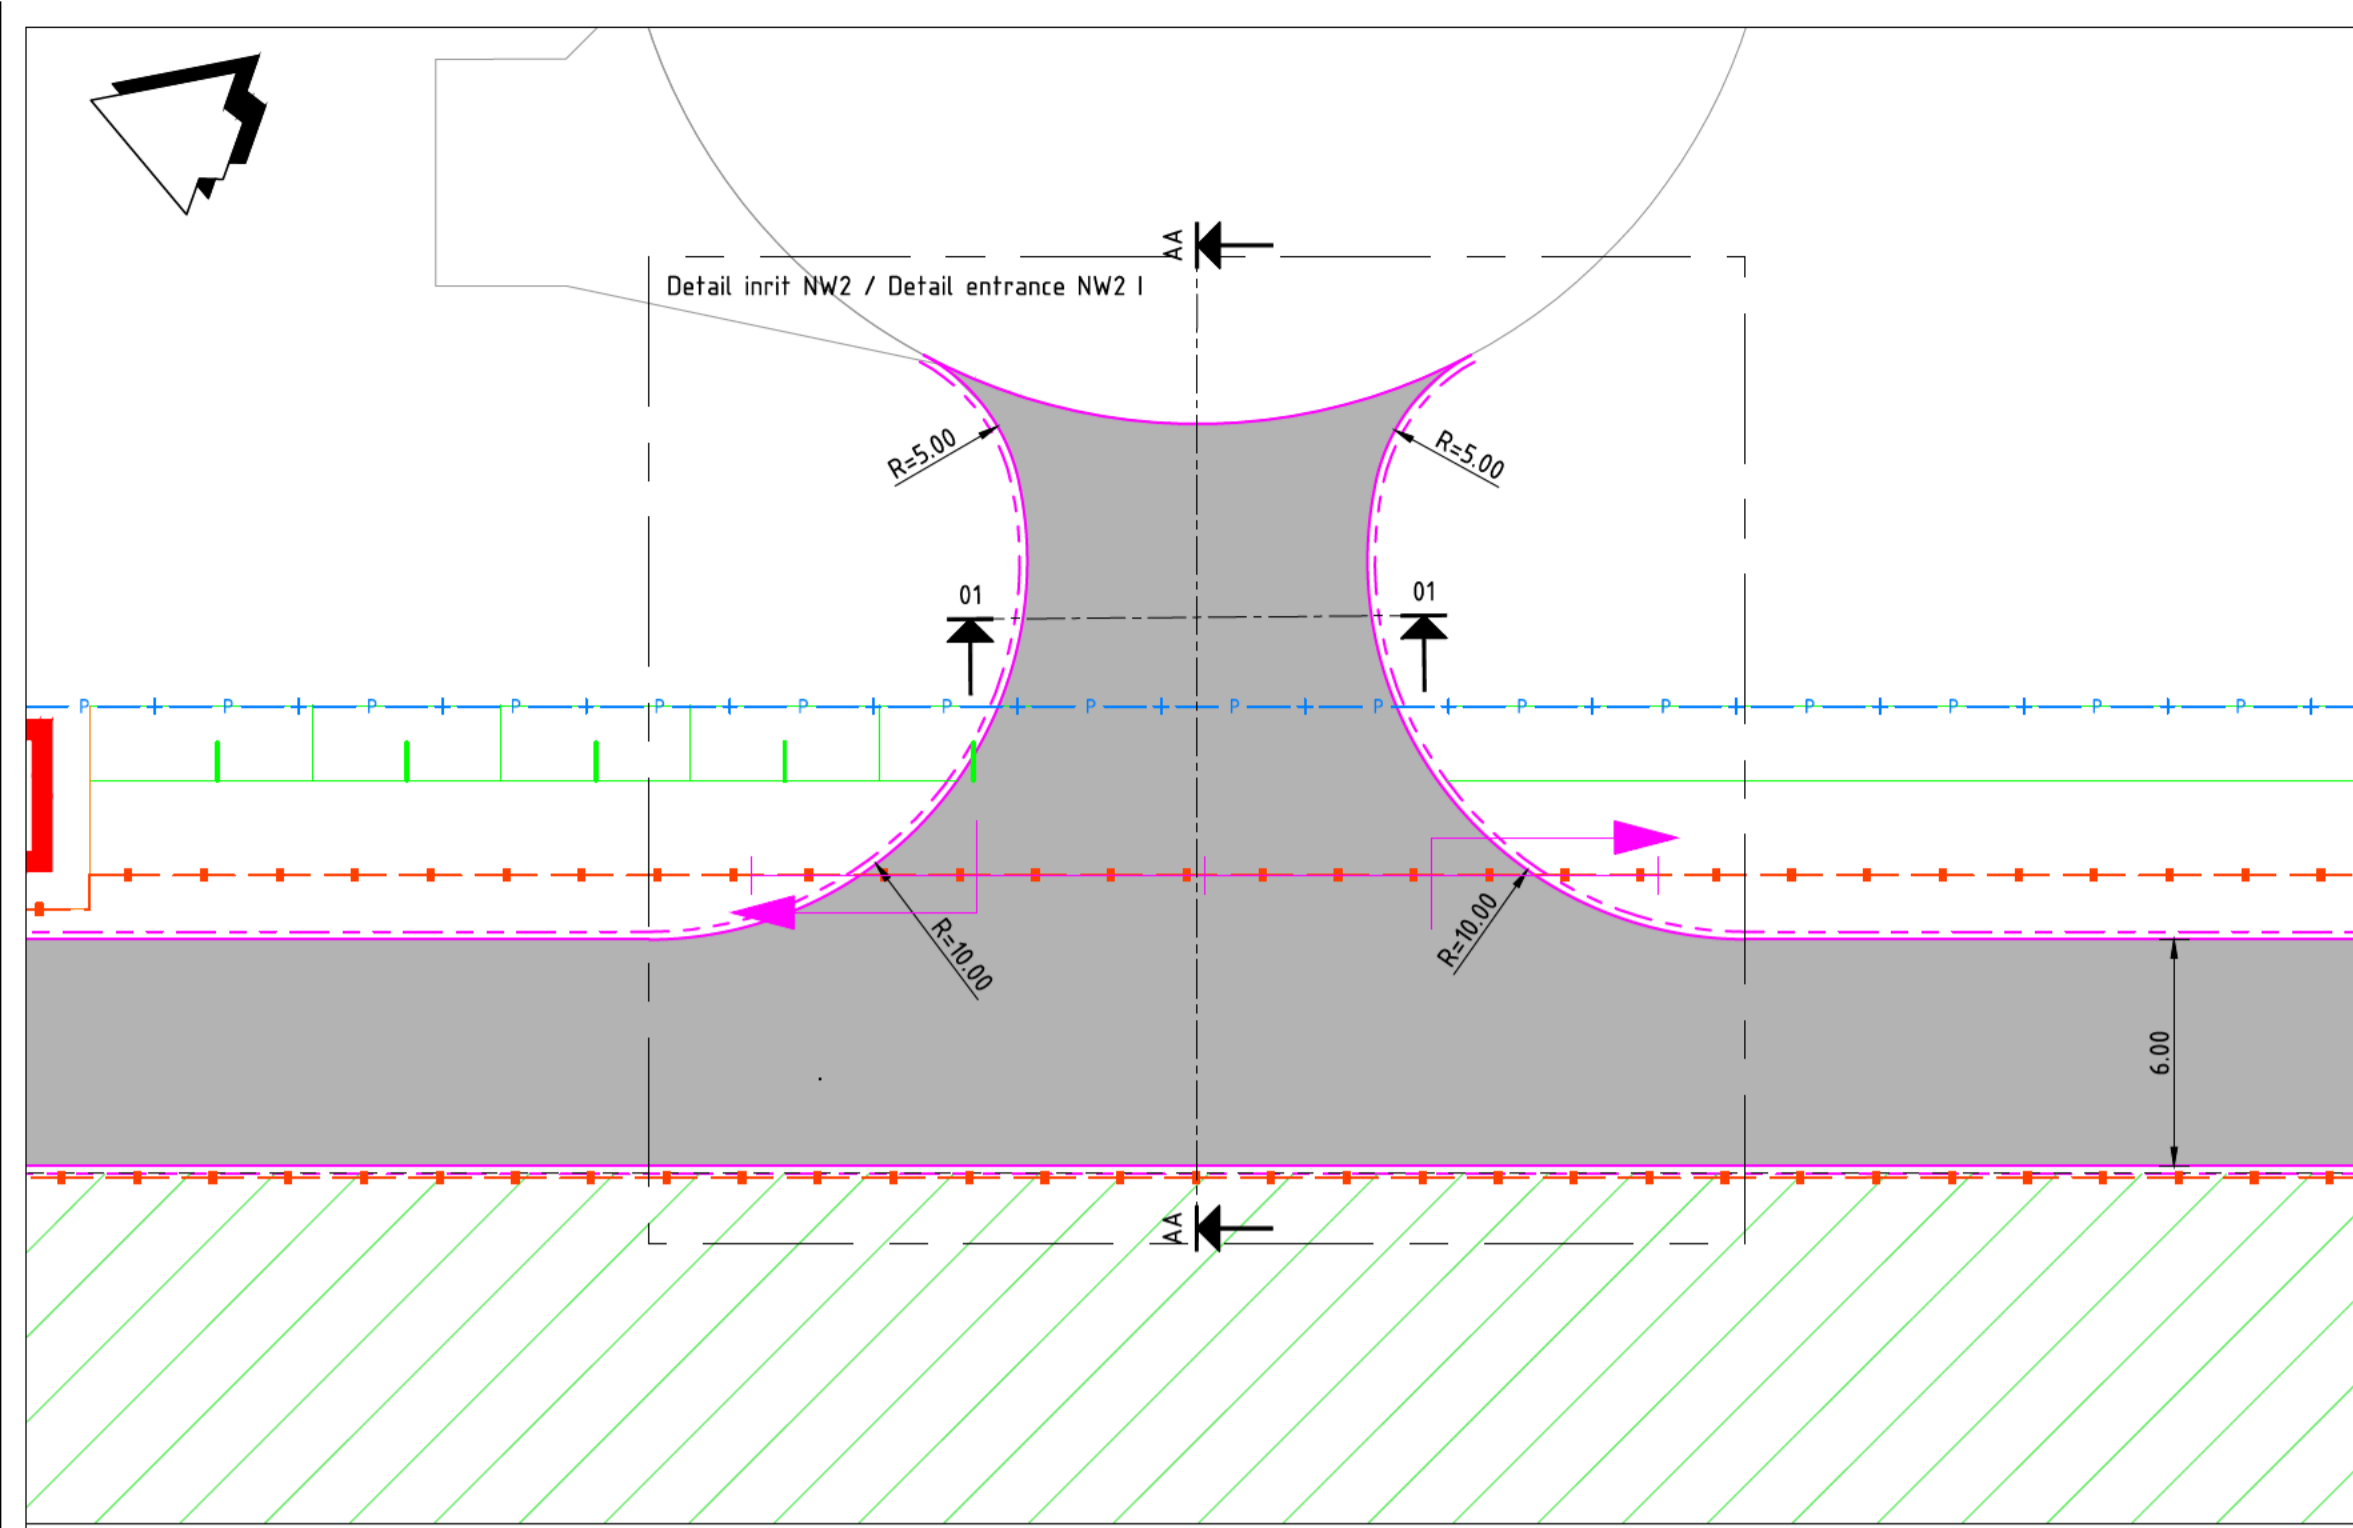 AA
Detail inrit NW2 / Detail entrance NW2 I
R=5.00
R=5.00
01
01
P P P P P P P P P P P P P P P P
R=10.00
R=10.00
6.00
AA